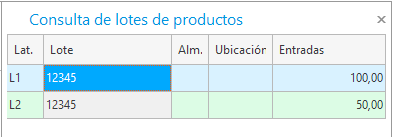 Consulta de lotes de productos
Lat. Lote Alm. Ubicación Entradas
L1 12345 100,00
L2 12345 50,00